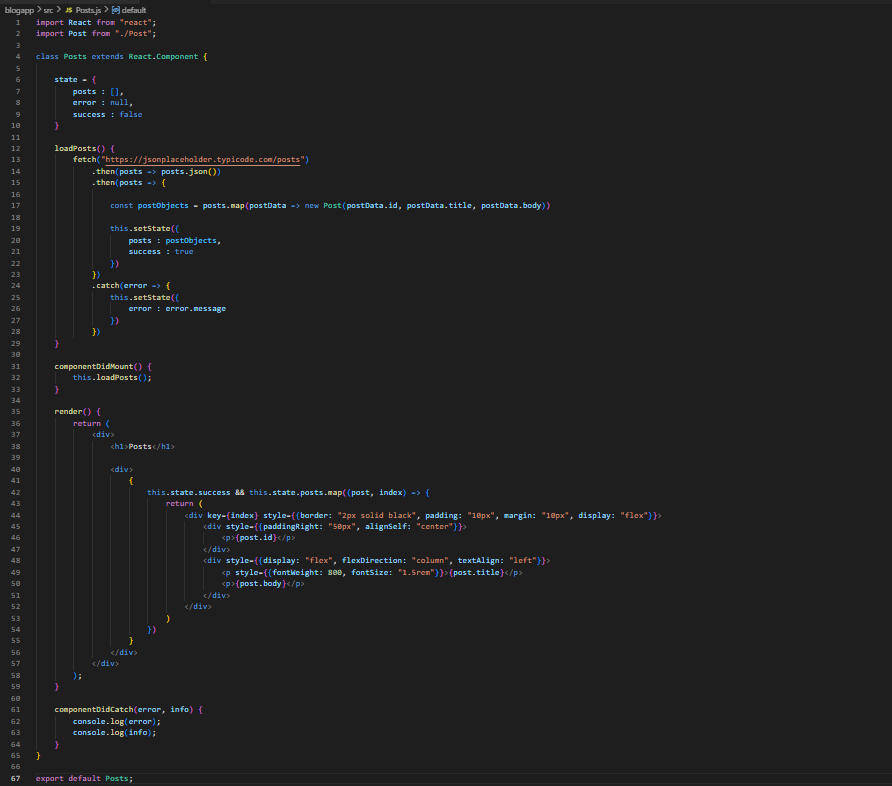 blogapp > src > JS Posts.js > default
1 import React from "react";
2 import Post from "./Post";
3
4 class Posts extends React.Component {
5
6     state = {
7         posts : [],
8         error : null,
9         success : false
10     }
11
12     loadPosts() {
13         fetch("https://jsonplaceholder.typicode.com/posts")
14             .then(posts => posts.json())
15             .then(posts => {
16
17                 const postObjects = posts.map(postData => new Post(postData.id, postData.title, postData.body))
18
19                 this.setState({
20                     posts : postObjects,
21                     success : true
22                 })
23             })
24             .catch(error => {
25                 this.setState({
26                     error : error.message
27                 })
28             })
29     }
30
31     componentDidMount() {
32         this.loadPosts();
33     }
34
35     render() {
36         return (
37             <div>
38                 <h1>Posts</h1>
39
40                 <div>
41                     {
42                         this.state.success && this.state.posts.map((post, index) => {
43                             return (
44                                 <div key={index} style={{border: "2px solid black", padding: "10px", margin: "10px", display: "flex"}}>
45                                     <div style={{paddingRight: "50px", alignSelf: "center"}}>
46                                         <p>{post.id}</p>
47                                     </div>
48                                     <div style={{display: "flex", flexDirection: "column", textAlign: "left"}}>
49                                         <p style={{fontWeight: 800, fontSize: "1.5rem"}}>{post.title}</p>
50                                         <p>{post.body}</p>
51                                     </div>
52                                 </div>
53                             )
54                         })
55                     }
56                 </div>
57             </div>
58         );
59     }
60
61     componentDidCatch(error, info) {
62         console.log(error);
63         console.log(info);
64     }
65 }
66
67 export default Posts;